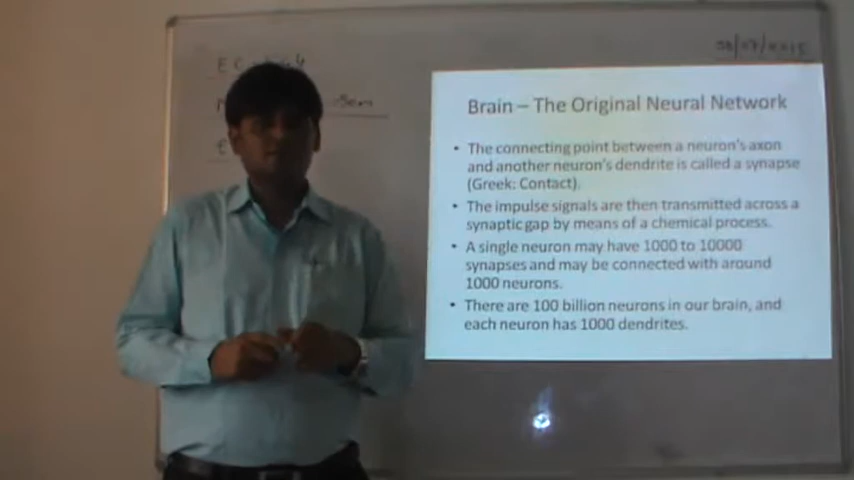 Brain – The Original Neural Network
• The connecting point between a neuron's axon
and another neuron's dendrite is called a synapse
(Greek: Contact).
• The impulse signals are then transmitted across a
synaptic gap by means of a chemical process.
• A single neuron may have 1000 to 10000
synapses and may be connected with around
1000 neurons.
• There are 100 billion neurons in our brain, and
each neuron has 1000 dendrites.